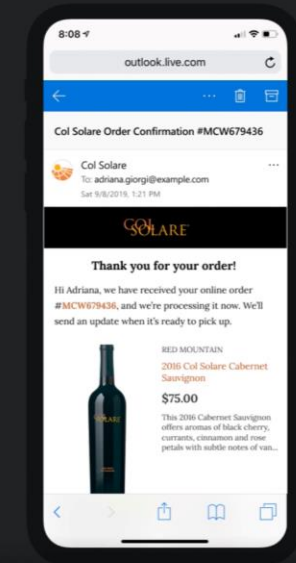 8:08
outlook.live.com
Col Solare Order Confirmation #MCW679436
Col Solare
To: adriana.giorgi@example.com
Sat 9/8/2019, 1:21 PM
COL SOLARE
Thank you for your order!
Hi Adriana, we have received your online order
#MCW679436, and we're processing it now. We'll
send an update when it's ready to pick up.
RED MOUNTAIN
2016 Col Solare Cabernet
Sauvignon
$75.00
This 2016 Cabernet Sauvignon
offers aromas of black cherry,
currants, cinnamon and rose
petals with subtle notes of van...
COL SOLARE